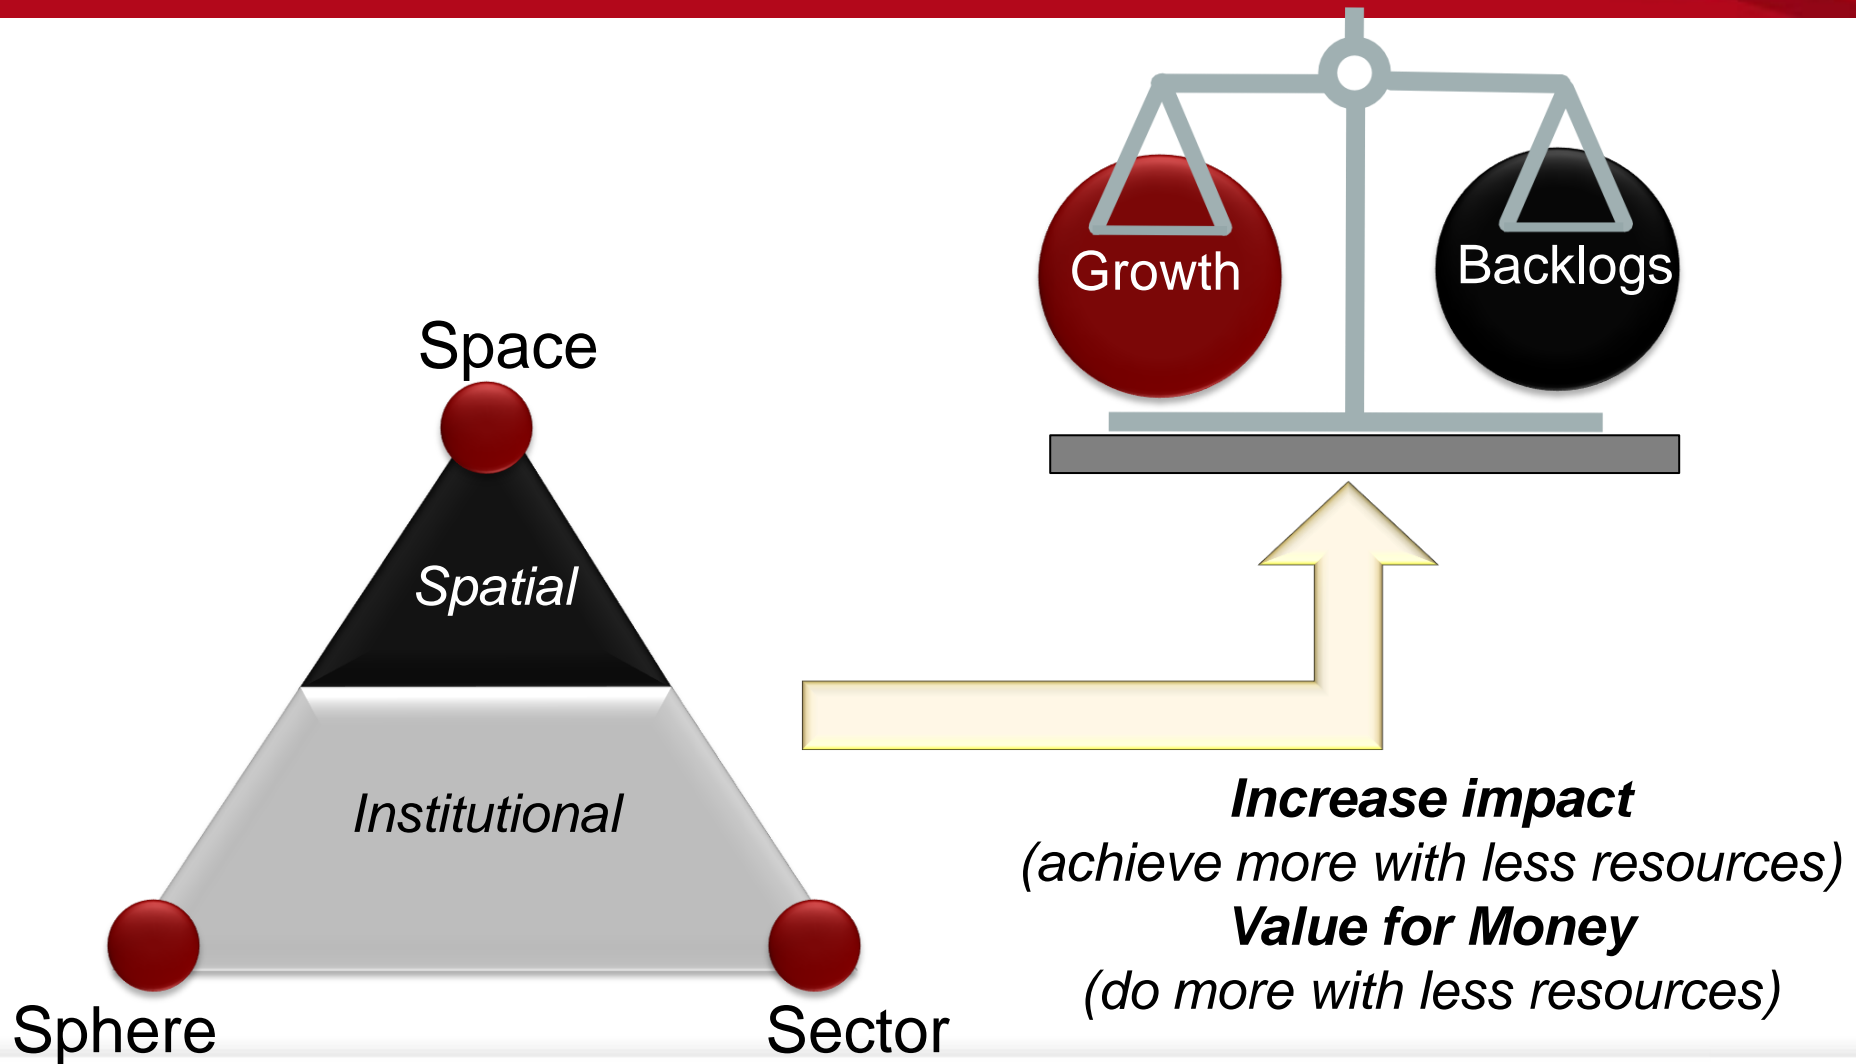 Space
Spatial
Institutional
Sphere
Sector
Growth
Backlogs
Increase impact
(achieve more with less resources)
Value for Money
(do more with less resources)